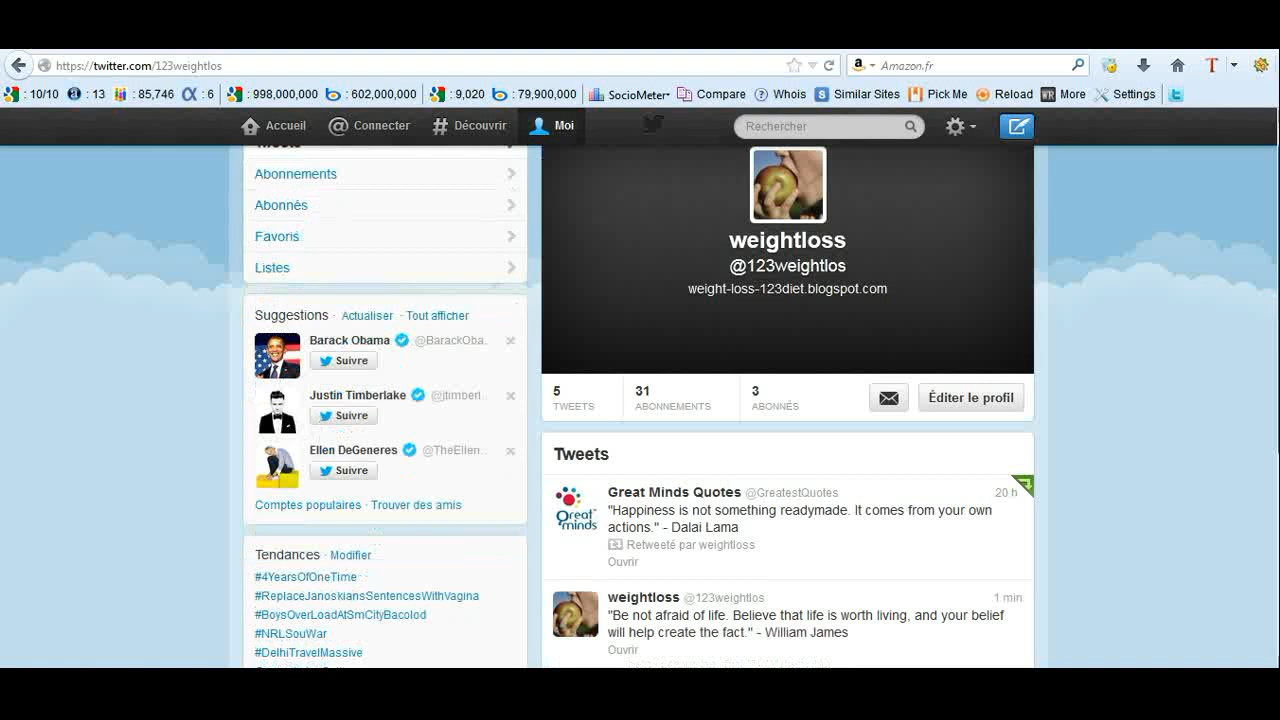 https://twitter.com/123weightlos
Amazon.fr
: 10/10 : 13 : 85,746 : 6 : 998,000,000 : 602,000,000 : 9,020 : 79,900,000 SocioMeter Compare Whois Similar Sites Pick Me Reload More Settings
Accueil Connecter Découvrir Moi Rechercher
Abonnements
Abonnés
Favoris
Listes
weightloss
@123weightlos
weight-loss-123diet.blogspot.com
Suggestions · Actualiser · Tout afficher
Barack Obama @BarackOba..
Suivre
Justin Timberlake @jtimberl..
Suivre
Ellen DeGeneres @TheEllen..
Suivre
Comptes populaires · Trouver des amis
Tendances · Modifier
#4YearsOfOneTime
#ReplaceJanoskiansSentencesWithVagina
#BoysOverLoadAtSmCityBacolod
#NRLSouWar
#DelhiTravelMassive
5 TWEETS
31 ABONNEMENTS
3 ABONNÉS
Éditer le profil
Tweets
Great Minds Quotes @GreatestQuotes 20 h
"Happiness is not something readymade. It comes from your own
actions." - Dalai Lama
Retweeté par weightloss
Ouvrir
Great minds
weightloss @123weightlos 1 min
"Be not afraid of life. Believe that life is worth living, and your belief
will help create the fact." - William James
Ouvrir